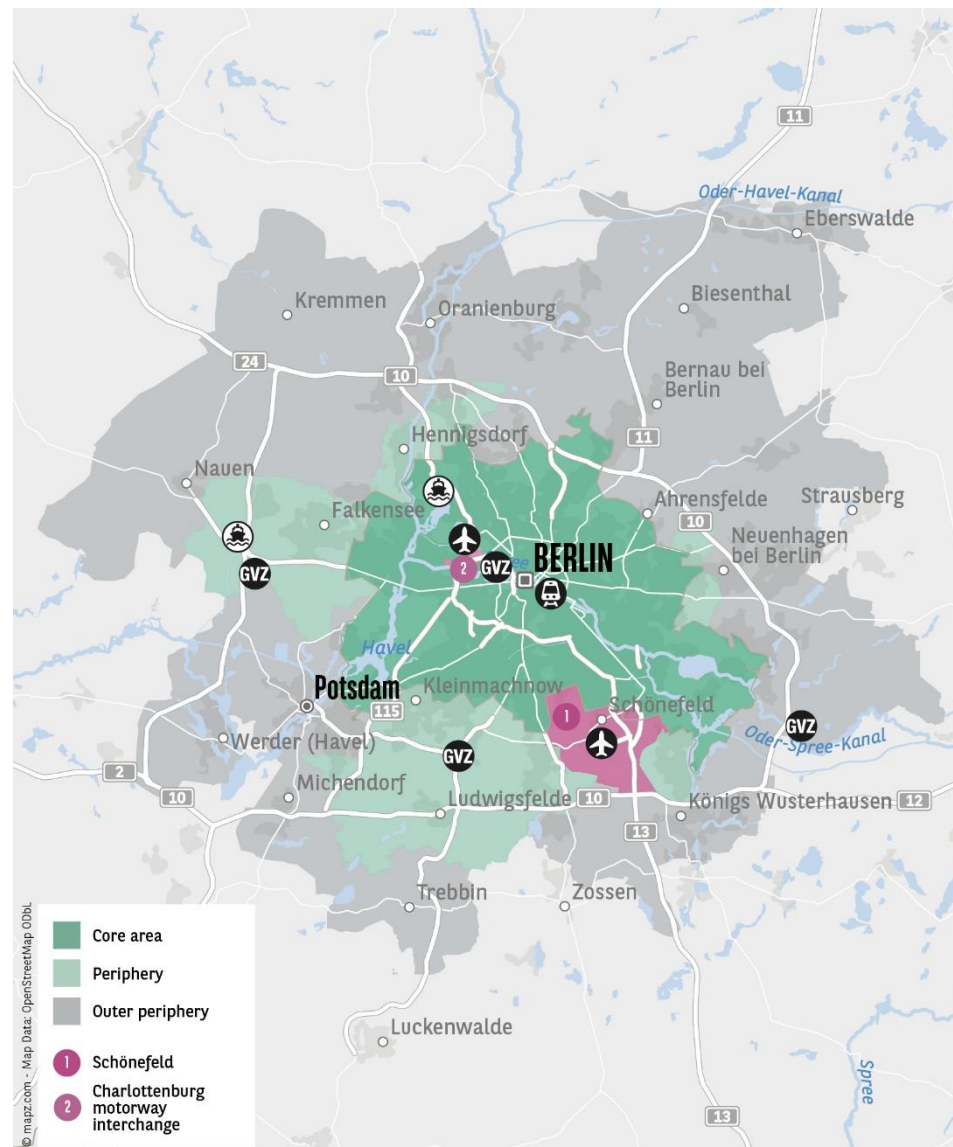 11
Oder-Havel-Kanal
Eberswalde
Kremmen
Oranienburg
Biesenthal
24
10
Bernau bei
Berlin
11
Hennigsdorf
Nauen
Falkensee
Ahrensfelde
Strausberg
10
Neuenhagen
bei Berlin
2
GVZ
ee
BERLIN
GVZ
Havel
Potsdam
Kleinmachnow
115
1
Schönefeld
GVZ
Oder-Spree-Kanal
Werder (Havel)
GVZ
2
10
Michendorf
Ludwigsfelde
10
Königs Wusterhausen
12
13
Trebbin
Zossen
Luckenwalde
Spree
13
Core area
Periphery
Outer periphery
1 Schönefeld
2 Charlottenburg
motorway
interchange
© mapz.com - Map Data: OpenStreetMap ODbL